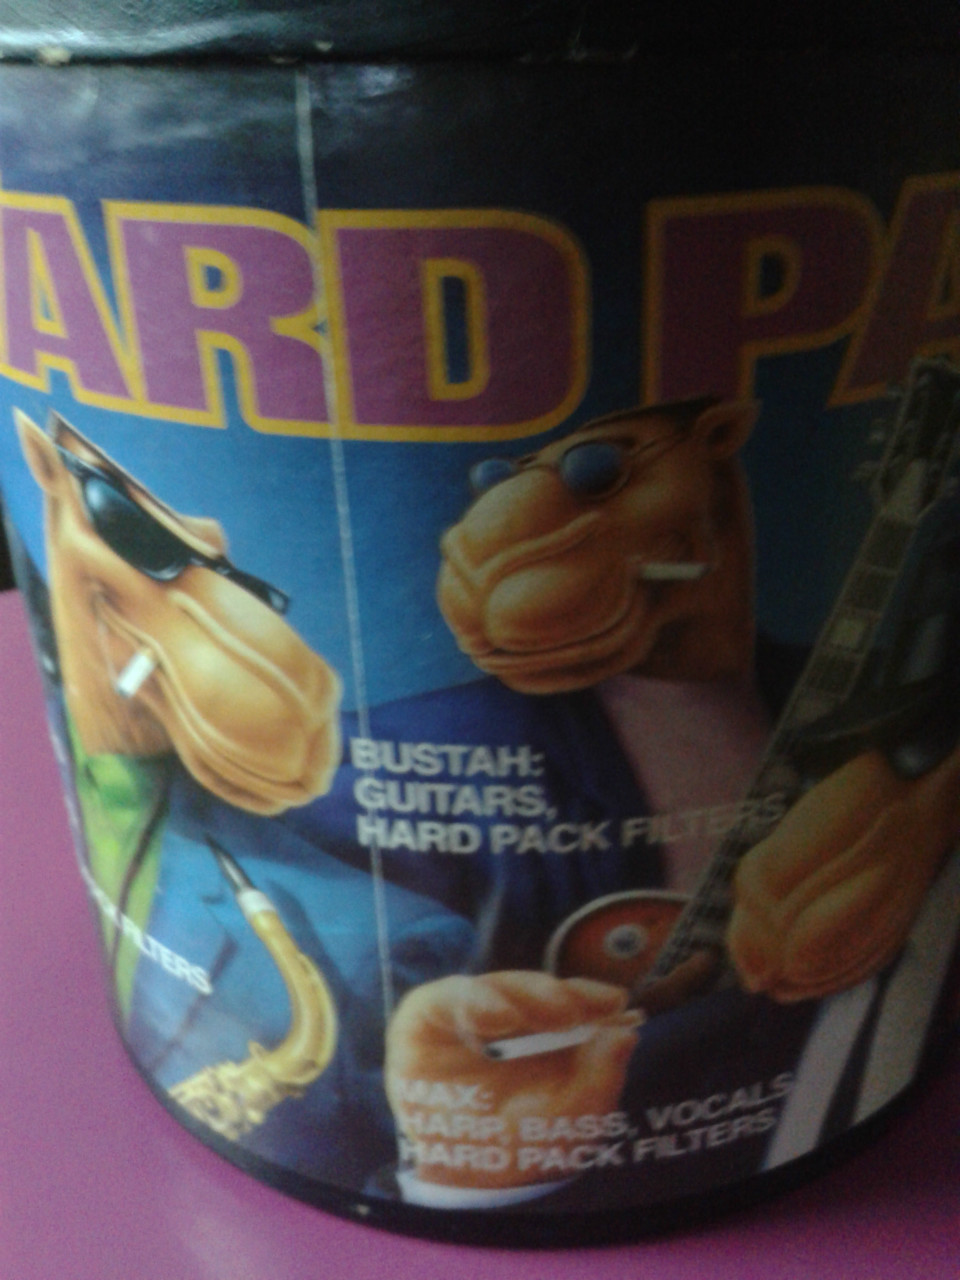 ARD PA
BUSTAH:
GUITARS,
HARD PACK FILTERS
FILTERS
MAX:
HARP, BASS, VOCALS
HARD PACK FILTERS